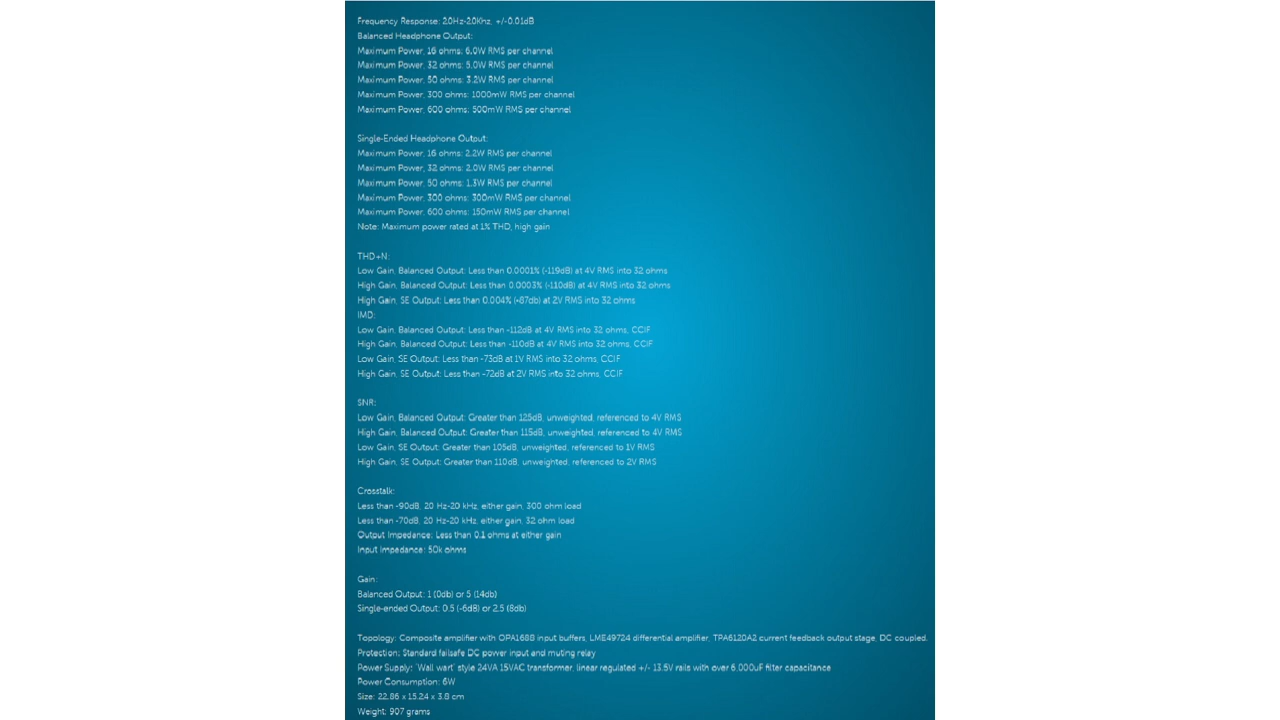 Frequency Response: 20Hz-20Khz, +/-0.01dB
Balanced Headphone Output:
Maximum Power, 16 ohms: 6.0W RMS per channel
Maximum Power, 32 ohms: 5.0W RMS per channel
Maximum Power, 50 ohms: 3.2W RMS per channel
Maximum Power, 300 ohms: 1000mW RMS per channel
Maximum Power, 600 ohms: 500mW RMS per channel
Single-Ended Headphone Output:
Maximum Power, 16 ohms: 2.2W RMS per channel
Maximum Power, 32 ohms: 2.0W RMS per channel
Maximum Power, 50 ohms: 1.3W RMS per channel
Maximum Power, 300 ohms: 300mW RMS per channel
Maximum Power, 600 ohms: 150mW RMS per channel
Note: Maximum power rated at 1% THD, high gain
THD+N:
Low Gain, Balanced Output: Less than 0.0001% (-119dB) at 4V RMS into 32 ohms
High Gain, Balanced Output: Less than 0.0003% (-110dB) at 4V RMS into 32 ohms
High Gain, SE Output: Less than 0.004% (-87db) at 2V RMS into 32 ohms
IMD:
Low Gain, Balanced Output: Less than -112dB at 4V RMS into 32 ohms, CCIF
High Gain, Balanced Output: Less than -110dB at 4V RMS into 32 ohms, CCIF
Low Gain, SE Output: Less than -73dB at 1V RMS into 32 ohms, CCIF
High Gain, SE Output: Less than -72dB at 2V RMS into 32 ohms, CCIF
SNR:
Low Gain, Balanced Output: Greater than 125dB, unweighted, referenced to 4V RMS
High Gain, Balanced Output: Greater than 115dB, unweighted, referenced to 4V RMS
Low Gain, SE Output: Greater than 105dB, unweighted, referenced to 1V RMS
High Gain, SE Output: Greater than 110dB, unweighted, referenced to 2V RMS
Crosstalk:
Less than -90dB, 20 Hz-20 kHz, either gain, 300 ohm load
Less than -70dB, 20 Hz-20 kHz, either gain, 32 ohm load
Output Impedance: Less than 0.1 ohms at either gain
Input Impedance: 50k ohms
Gain:
Balanced Output: 1 (0db) or 5 (14db)
Single-ended Output: 0.5 (-6dB) or 2.5 (8db)
Topology: Composite amplifier with OPA1688 input buffers, LME49724 differential amplifier, TPA6120A2 current feedback output stage, DC coupled.
Protection: Standard failsafe DC power input and muting relay
Power Supply: "Wall wart" style 24VA 15VAC transformer, linear regulated +/- 13.5V rails with over 6,000uF filter capacitance
Power Consumption: 6W
Size: 22.86 x 15.24 x 3.8 cm
Weight: 907 grams